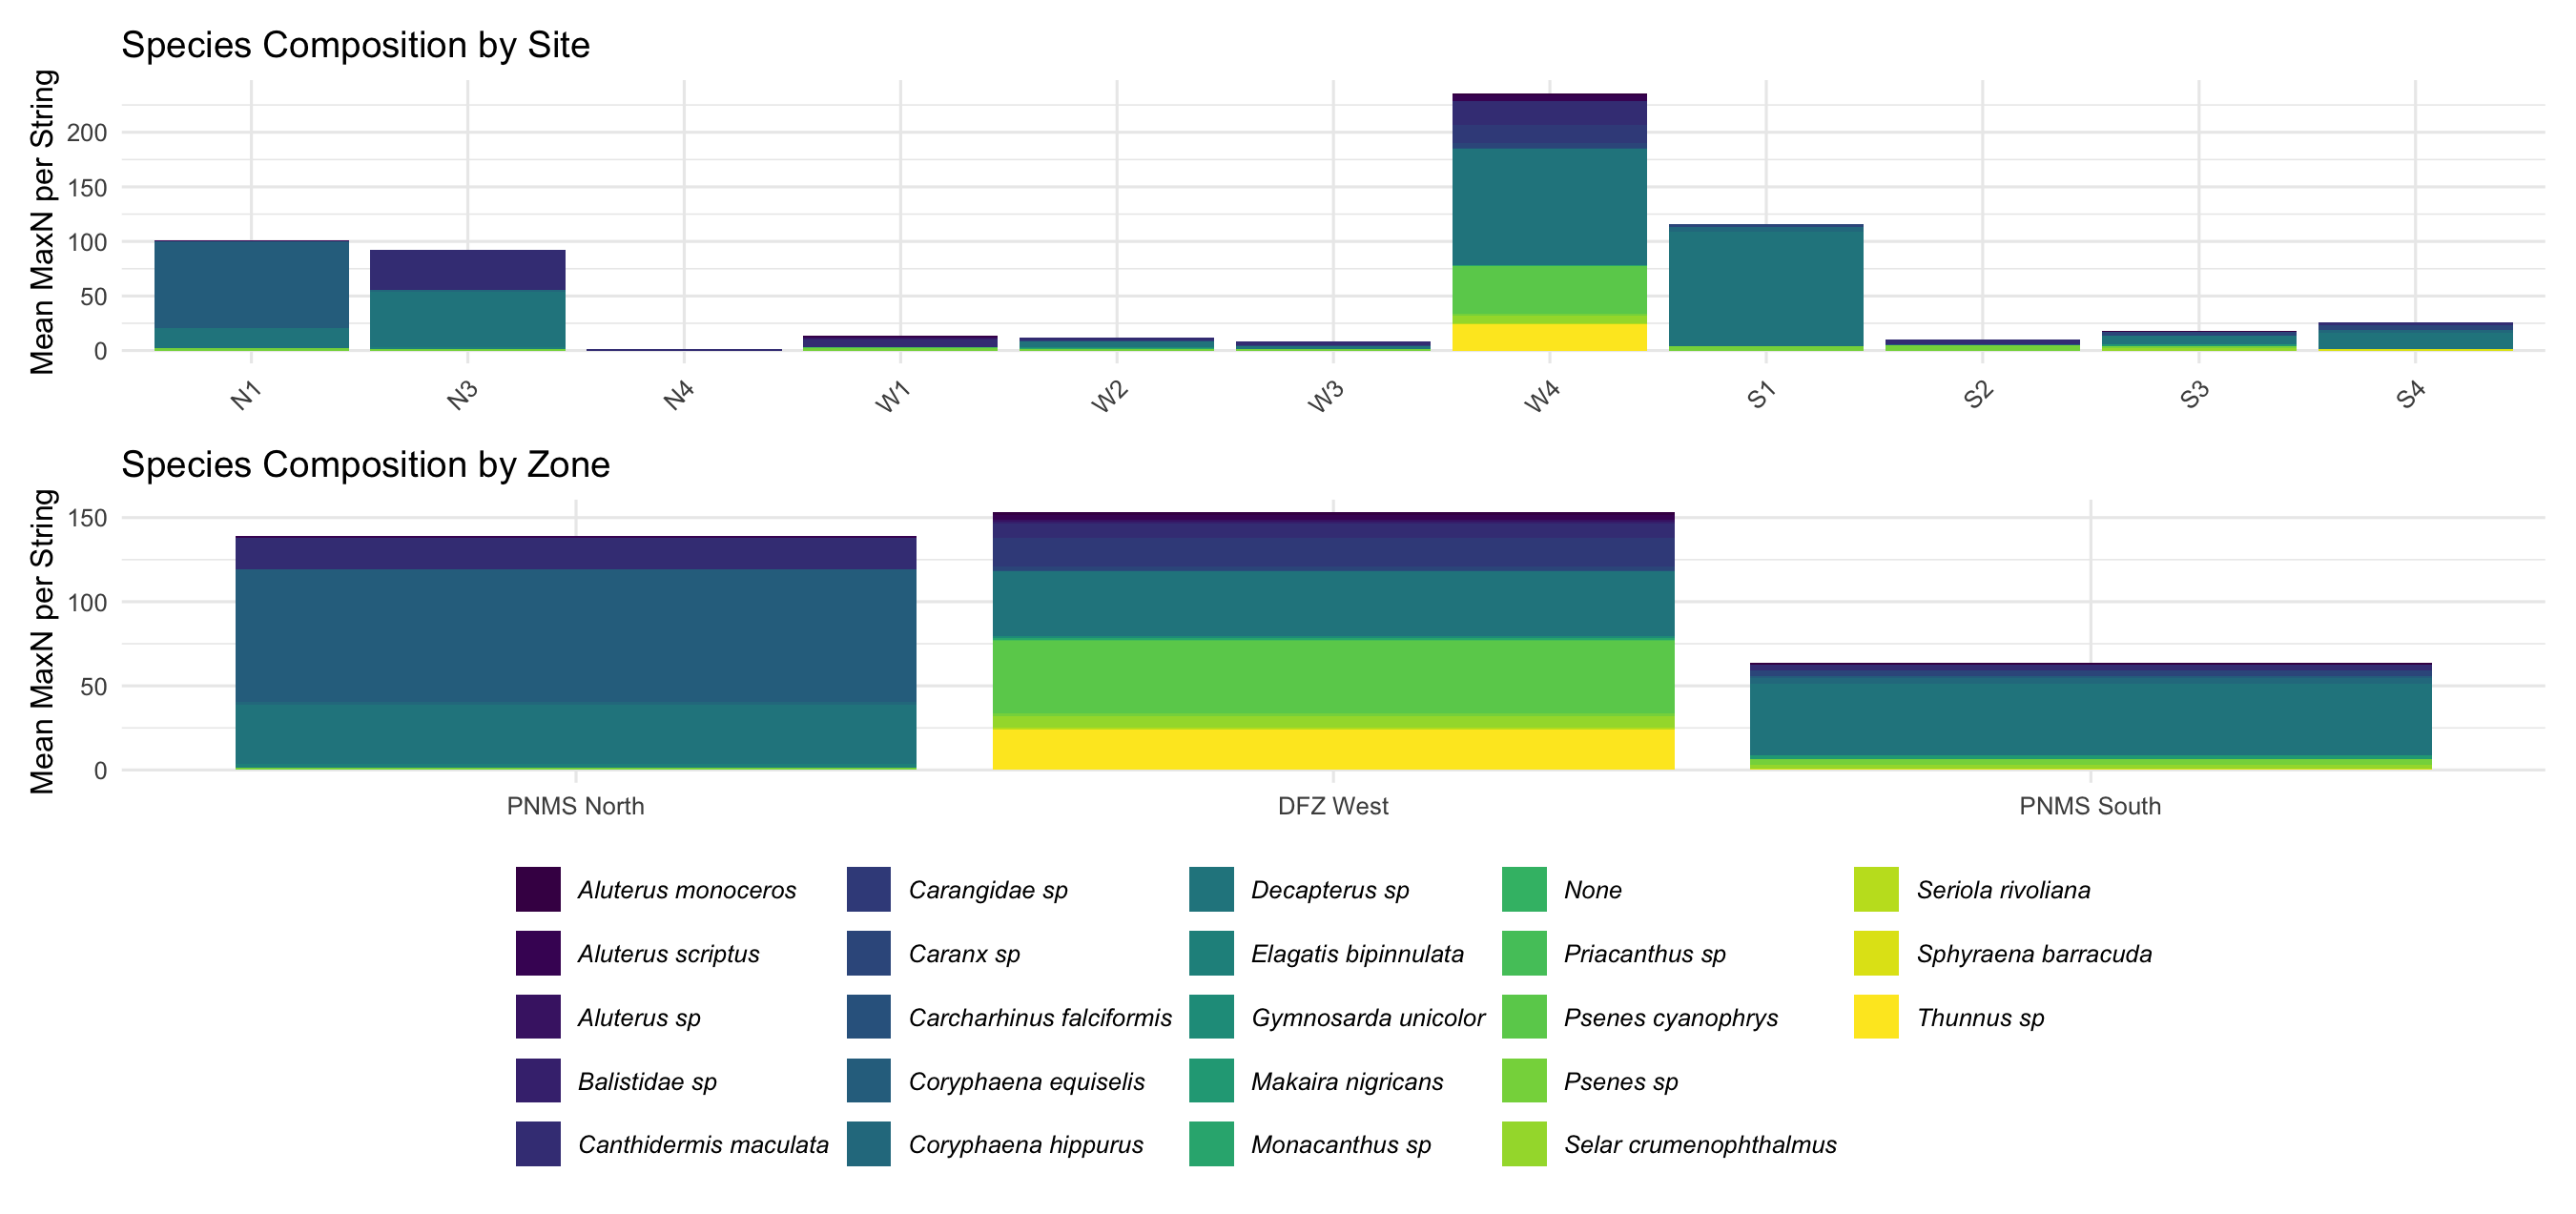 Species Composition by Site
Mean MaxN per String
200
150
100
50
0
N1 N3 N4 W1 W2 W3 W4 S1 S2 S3 S4
Species Composition by Zone
Mean MaxN per String
150
100
50
0
PNMS North DFZ West PNMS South
Aluterus monoceros Carangidae sp Decapterus sp None Seriola rivoliana
Aluterus scriptus Caranx sp Elagatis bipinnulata Priacanthus sp Sphyraena barracuda
Aluterus sp Carcharhinus falciformis Gymnosarda unicolor Psenes cyanophrys Thunnus sp
Balistidae sp Coryphaena equiselis Makaira nigricans Psenes sp
Canthidermis maculata Coryphaena hippurus Monacanthus sp Selar crumenophthalmus